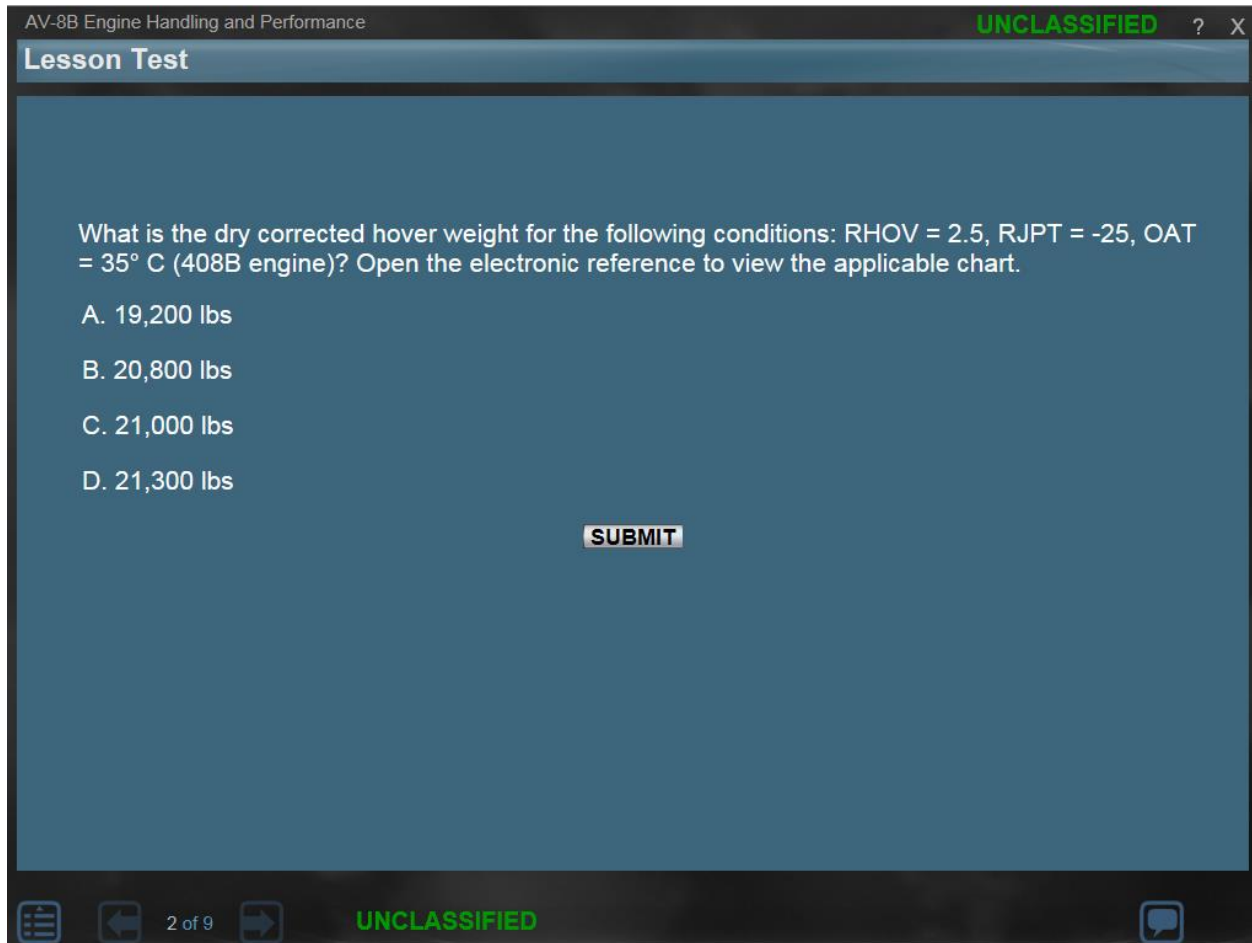 AV-8B Engine Handling and Performance
UNCLASSIFIED ? X
Lesson Test
What is the dry corrected hover weight for the following conditions: RHOV = 2.5, RJPT = -25, OAT
= 35° C (408B engine)? Open the electronic reference to view the applicable chart.
A. 19,200 lbs
B. 20,800 lbs
C. 21,000 lbs
D. 21,300 lbs
SUBMIT
2 of 9
UNCLASSIFIED